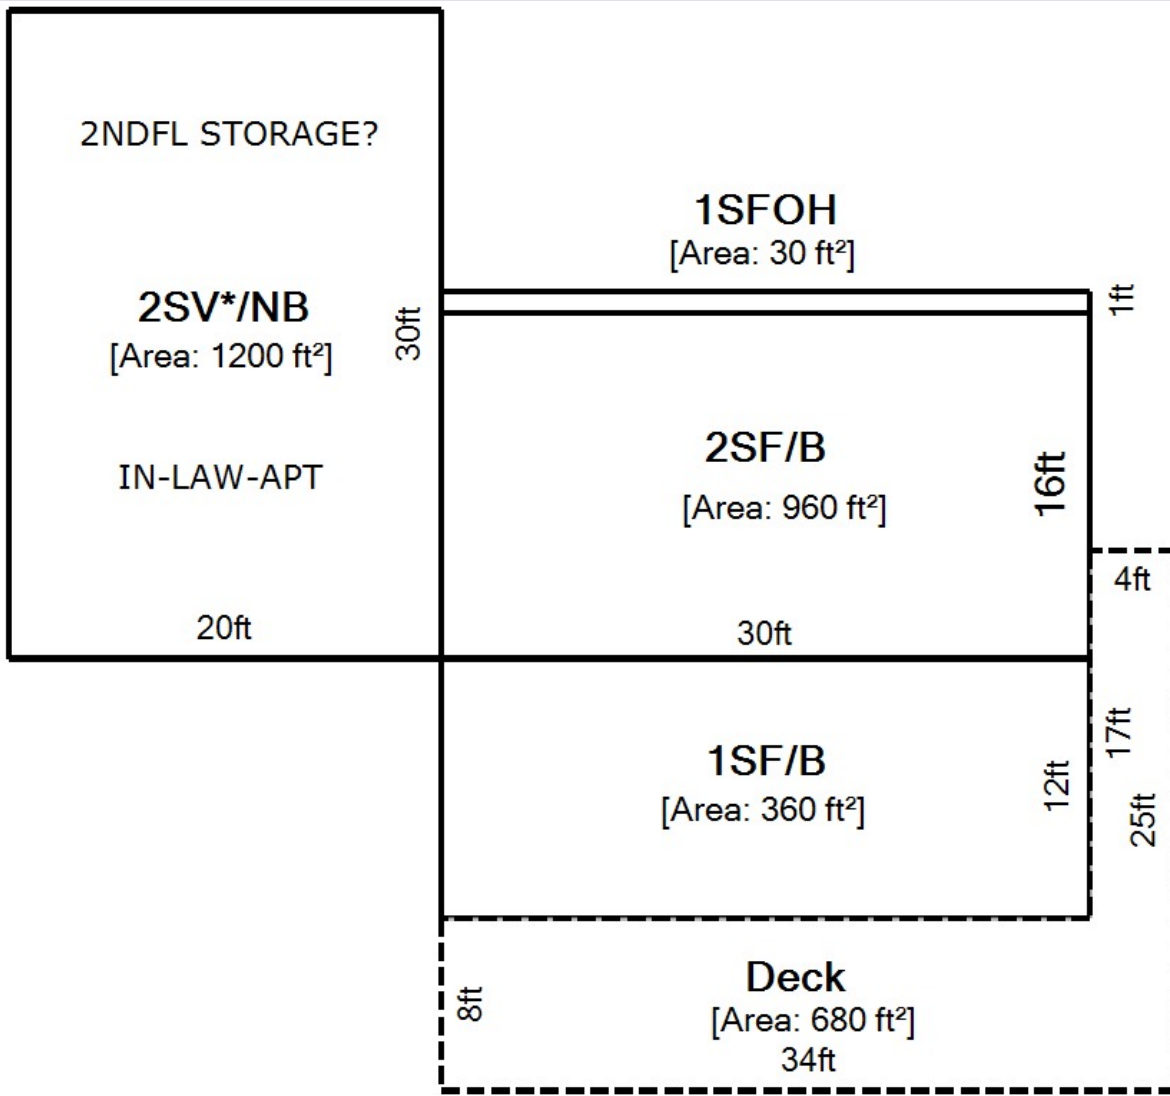 2NDFL STORAGE?
1SFOH
[Area: 30 ft²]
1ft
2SV*/NB
[Area: 1200 ft²]
30ft
2SF/B
[Area: 960 ft²]
16ft
IN-LAW-APT
4ft
20ft
30ft
17ft
1SF/B
[Area: 360 ft²]
12ft
25ft
Deck
[Area: 680 ft²]
8ft
34ft